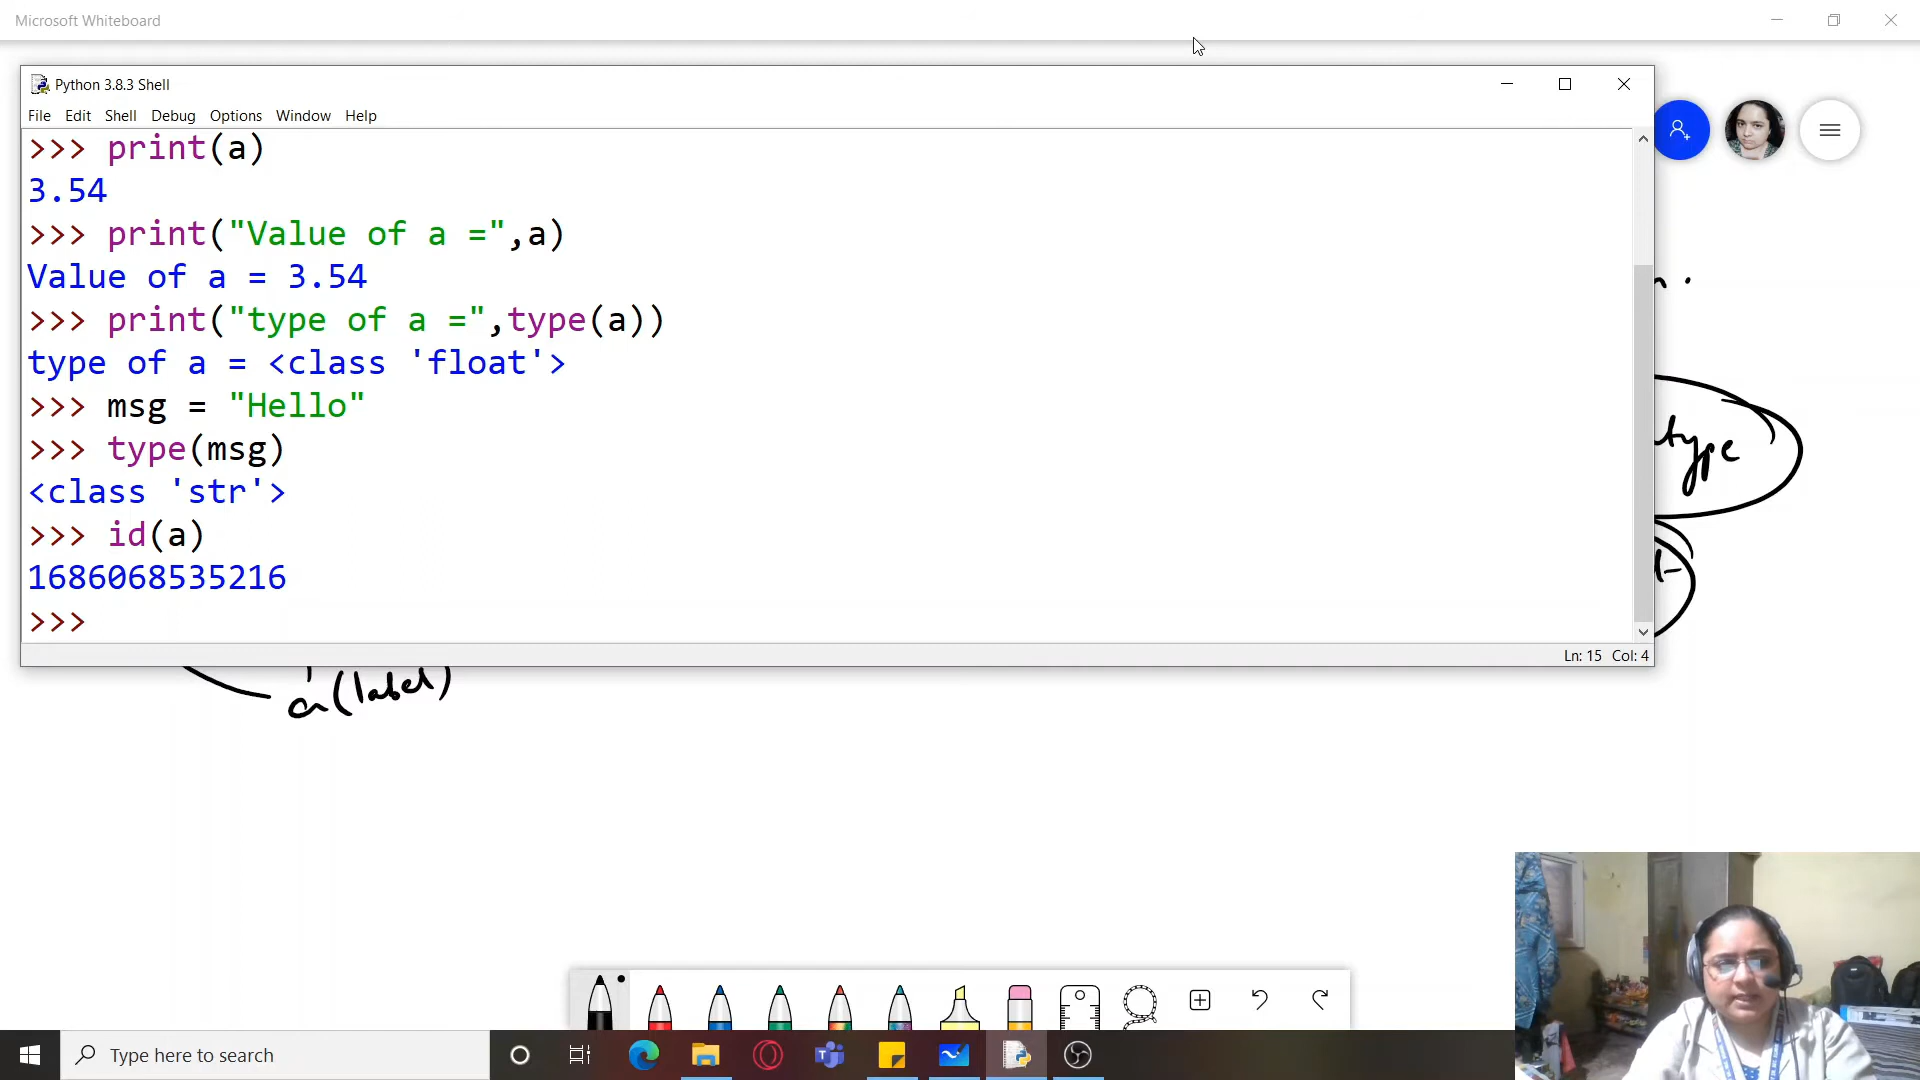 Microsoft Whiteboard
Python 3.8.3 Shell
File Edit Shell Debug Options Window Help
>>> print(a)
3.54
>>> print("Value of a =",a)
Value of a = 3.54
>>> print("type of a =",type(a))
type of a = <class 'float'>
>>> msg = "Hello"
>>> type(msg)
<class 'str'>
>>> id(a)
1686068535216
>>>
Ln: 15 Col: 4
type
a(label)
Type here to search